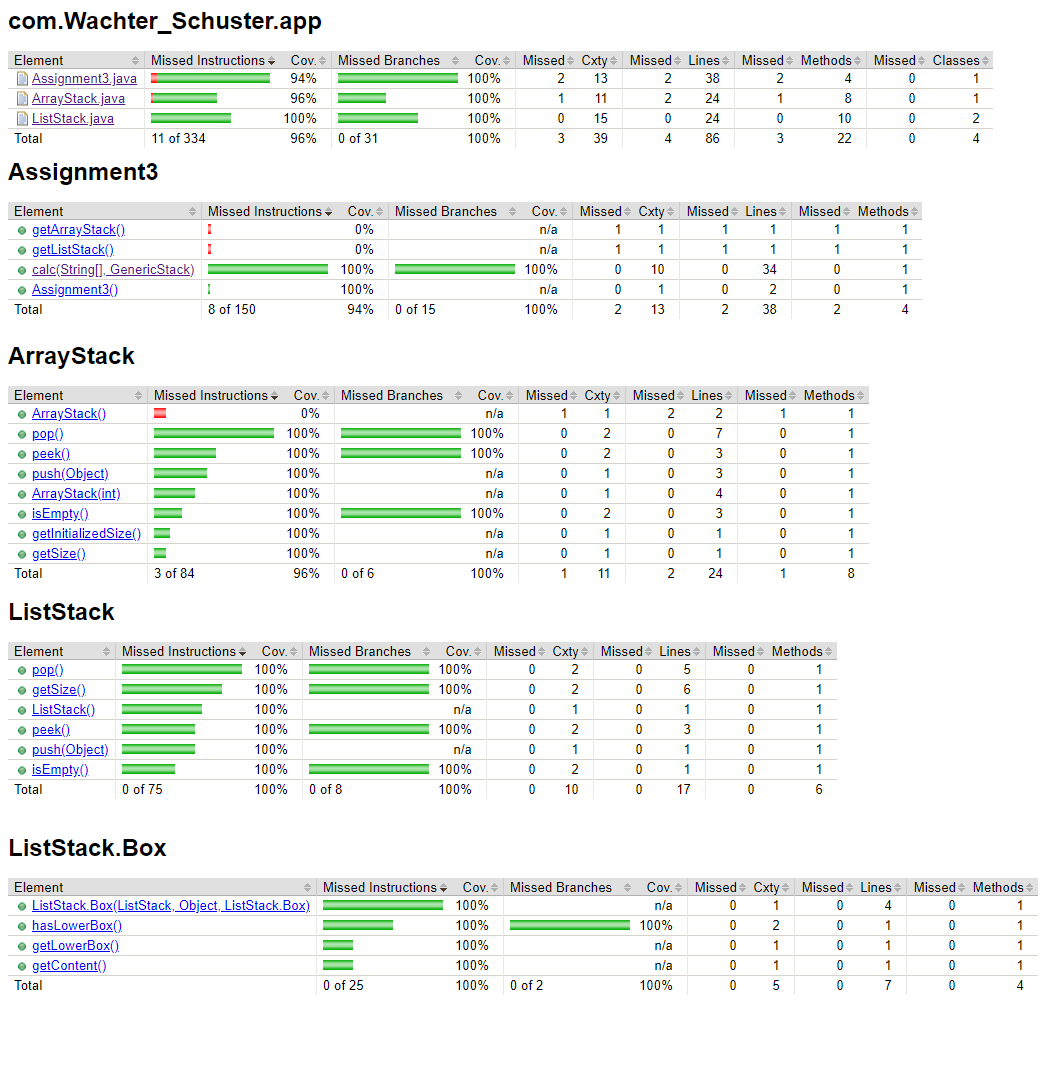 com.Wachter_Schuster.app
Element Missed Instructions Cov. Missed Branches Cov. Missed Cxty Missed Lines Missed Methods Missed Classes
Assignment3.java 94% 100% 2 13 2 38 2 4 0 1
ArrayStack.java 96% 100% 1 11 2 24 1 8 0 1
ListStack.java 100% 100% 0 15 0 24 0 10 0 2
Total 11 of 334 96% 0 of 31 100% 3 39 4 86 3 22 0 4
Assignment3
Element Missed Instructions Cov. Missed Branches Cov. Missed Cxty Missed Lines Missed Methods
getArrayStack() 0% n/a 1 1 1 1 1 1
getListStack() 0% n/a 1 1 1 1 1 1
calc(String[], GenericStack) 100% 100% 0 10 0 34 0 1
Assignment3() 100% n/a 0 1 0 2 0 1
Total 8 of 150 94% 0 of 15 100% 2 13 2 38 2 4
ArrayStack
Element Missed Instructions Cov. Missed Branches Cov. Missed Cxty Missed Lines Missed Methods
ArrayStack() 0% n/a 1 1 2 2 1 1
pop() 100% 100% 0 2 0 7 0 1
peek() 100% 100% 0 2 0 3 0 1
push(Object) 100% n/a 0 1 0 3 0 1
ArrayStack(int) 100% n/a 0 1 0 4 0 1
isEmpty() 100% 100% 0 2 0 3 0 1
getInitializedSize() 100% n/a 0 1 0 1 0 1
getSize() 100% n/a 0 1 0 1 0 1
Total 3 of 84 96% 0 of 6 100% 1 11 2 24 1 8
ListStack
Element Missed Instructions Cov. Missed Branches Cov. Missed Cxty Missed Lines Missed Methods
pop() 100% 100% 0 2 0 5 0 1
getSize() 100% 100% 0 2 0 6 0 1
ListStack() 100% n/a 0 1 0 1 0 1
peek() 100% 100% 0 2 0 3 0 1
push(Object) 100% n/a 0 1 0 1 0 1
isEmpty() 100% 100% 0 2 0 1 0 1
Total 0 of 75 100% 0 of 8 100% 0 10 0 17 0 6
ListStack.Box
Element Missed Instructions Cov. Missed Branches Cov. Missed Cxty Missed Lines Missed Methods
ListStack.Box(ListStack, Object, ListStack.Box) 100% n/a 0 1 0 4 0 1
hasLowerBox() 100% 100% 0 2 0 1 0 1
getLowerBox() 100% n/a 0 1 0 1 0 1
getContent() 100% n/a 0 1 0 1 0 1
Total 0 of 25 100% 0 of 2 100% 0 5 0 7 0 4